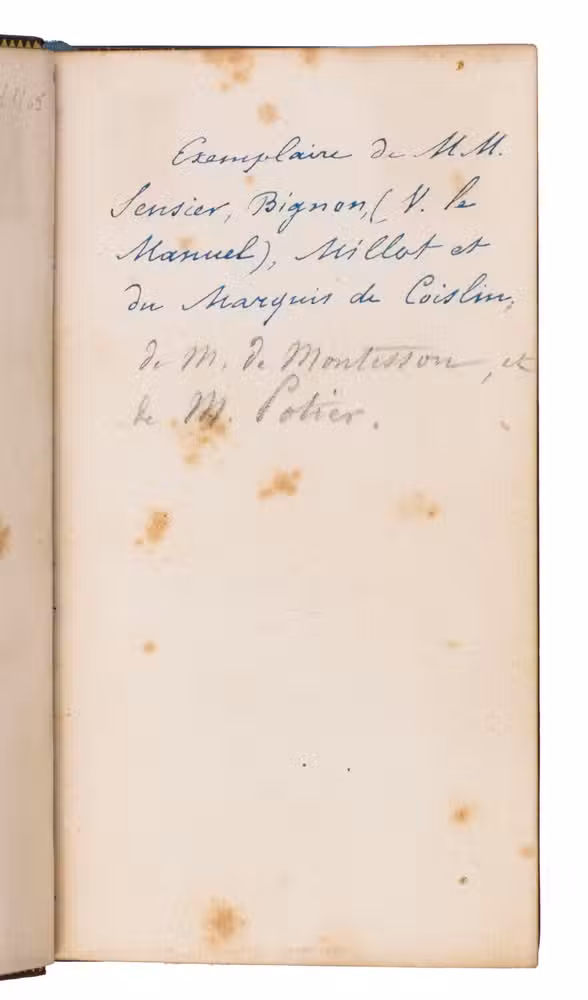 Exemplaire de MM.
Sensier, Bignon, (V. le
Manuel), Millot et
du Marquis de Coislin,
de M. de Montesson, et
de M. Potier.